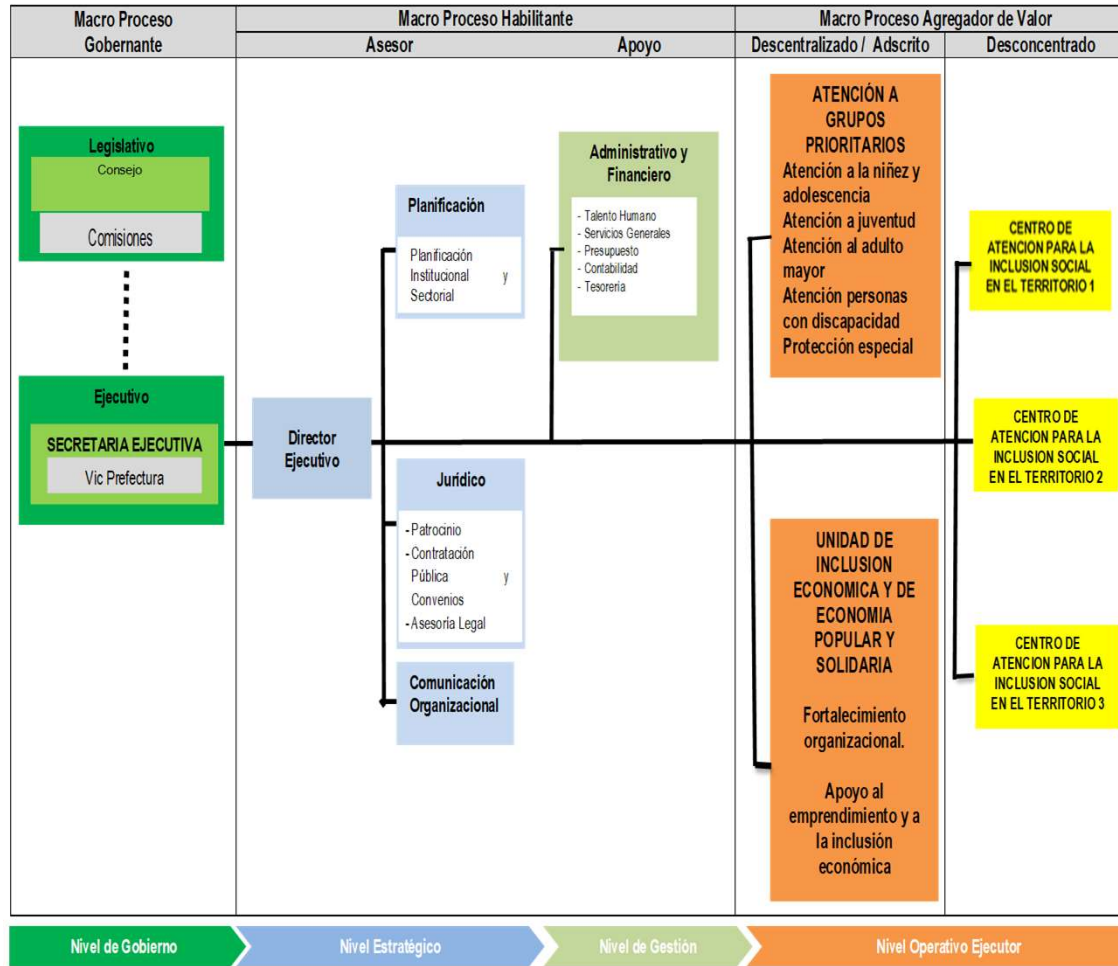 Macro Proceso
Gobernante
Macro Proceso Habilitante
Macro Proceso Agregador de Valor
Asesor
Apoyo
Descentralizado / Adscrito
Desconcentrado
Legislativo
Consejo
Comisiones
Ejecutivo
SECRETARIA EJECUTIVA
Vic Prefectura
Director
Ejecutivo
Planificación
Planificación
Institucional y
Sectorial
Jurídico
- Patrocinio
- Contratación
Pública y
Convenios
- Asesoría Legal
Comunicación
Organizacional
Administrativo y
Financiero
- Talento Humano
- Servicios Generales
- Presupuesto
- Contabilidad
- Tesoreria
ATENCIÓN A
GRUPOS
PRIORITARIOS
Atención a la niñez y
adolescencia
Atención a juventud
Atención al adulto
mayor
Atención personas
con discapacidad
Protección especial
UNIDAD DE
INCLUSION
ECONOMICA Y DE
ECONOMIA
POPULAR Y
SOLIDARIA
Fortalecimiento
organizacional.
Apoyo al
emprendimiento y a
la inclusión
económica
CENTRO DE
ATENCION PARA LA
INCLUSION SOCIAL
EN EL TERRITORIO 1
CENTRO DE
ATENCION PARA LA
INCLUSION SOCIAL
EN EL TERRITORIO 2
CENTRO DE
ATENCION PARA LA
INCLUSION SOCIAL
EN EL TERRITORIO 3
Nivel de Gobierno
Nivel Estratégico
Nivel de Gestión
Nivel Operativo Ejecutor